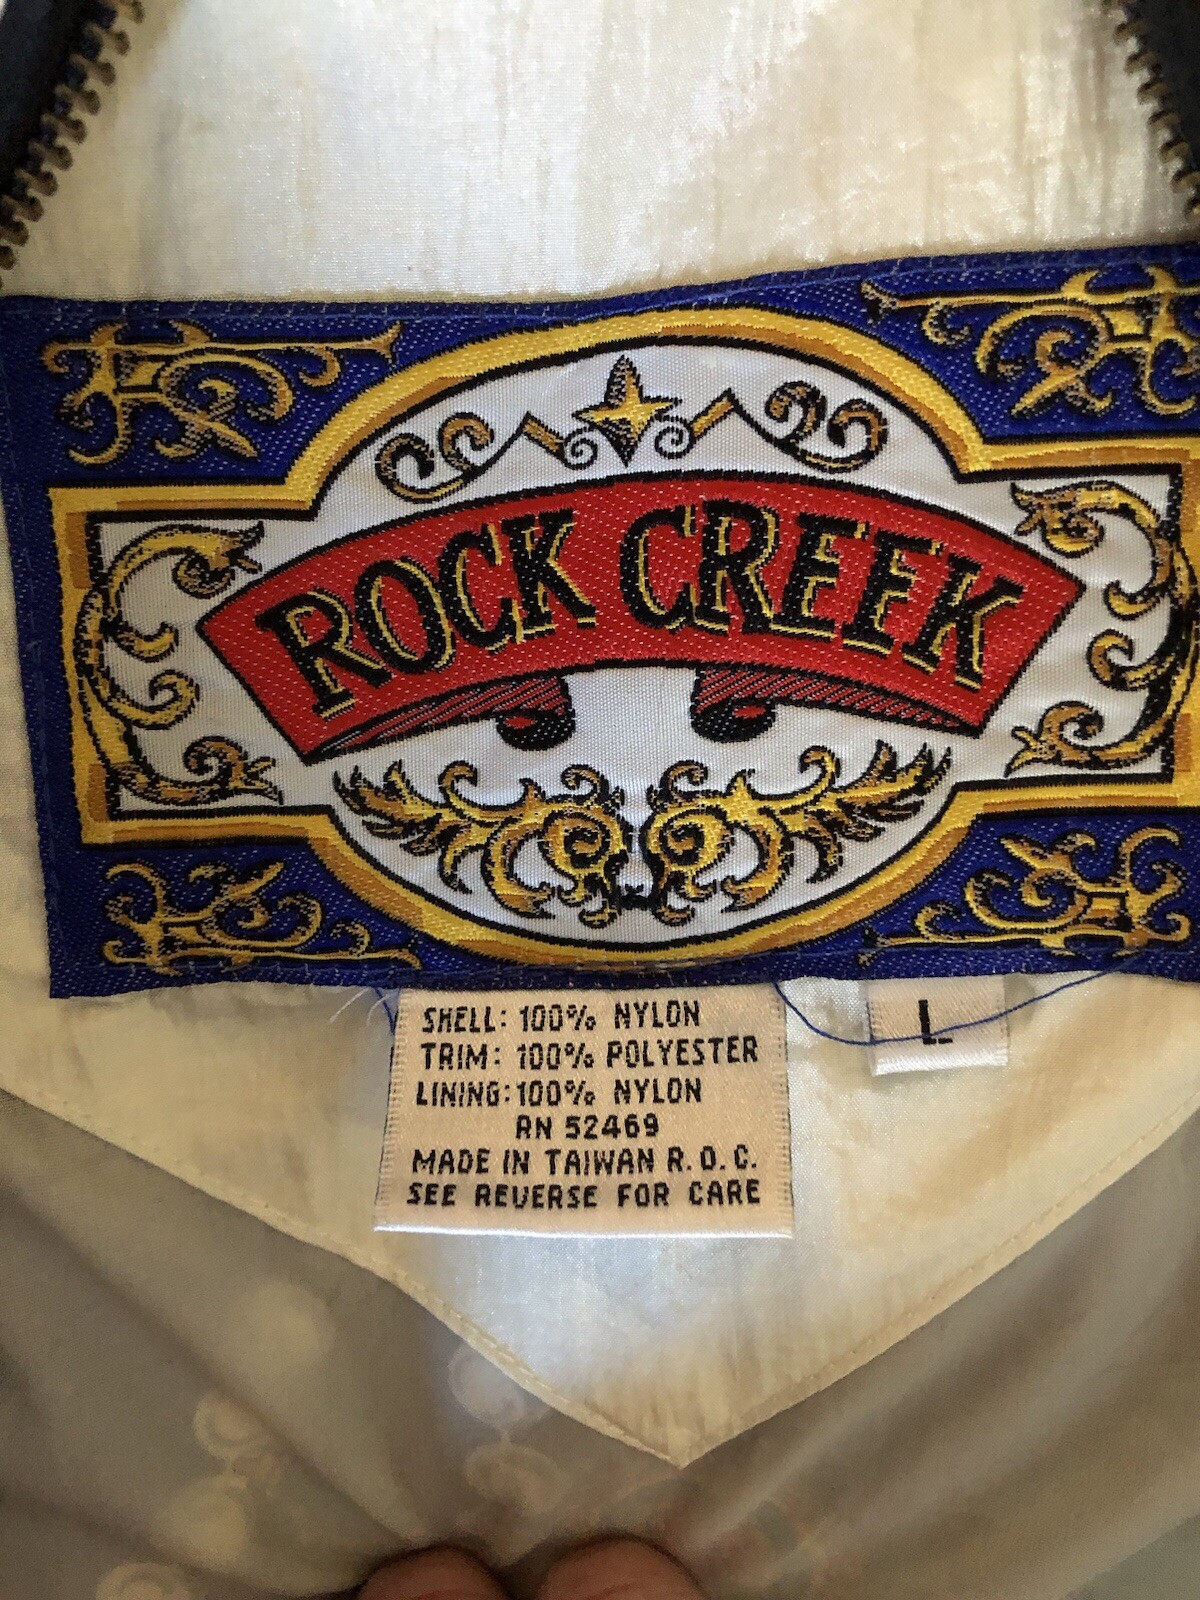 ROCK CREEK
SHELL: 100% NYLON
TRIM: 100% POLYESTER
LINING: 100% NYLON
RN 52469
MADE IN TAIWAN R.O.C.
SEE REVERSE FOR CARE
L